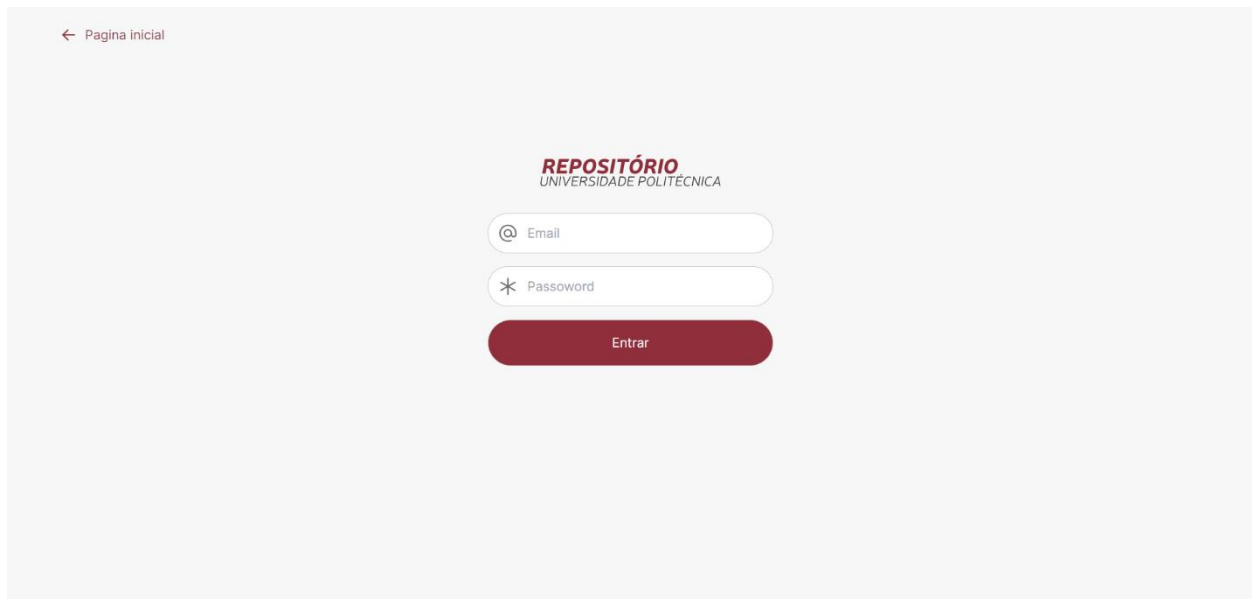 Pagina inicial
REPOSITÓRIO
UNIVERSIDADE POLITÉCNICA
Email
Passoword
Entrar